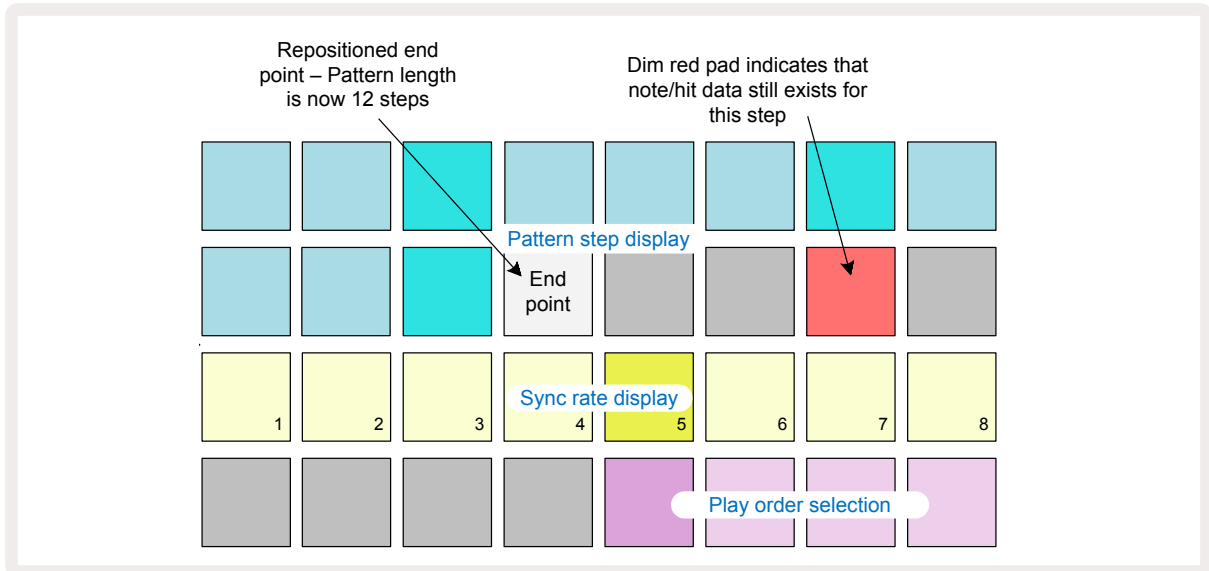 Repositioned end
point – Pattern length
is now 12 steps
Dim red pad indicates that
note/hit data still exists for
this step
Pattern step display
End
point
Sync rate display
1 2 3 4 5 6 7 8
Play order selection